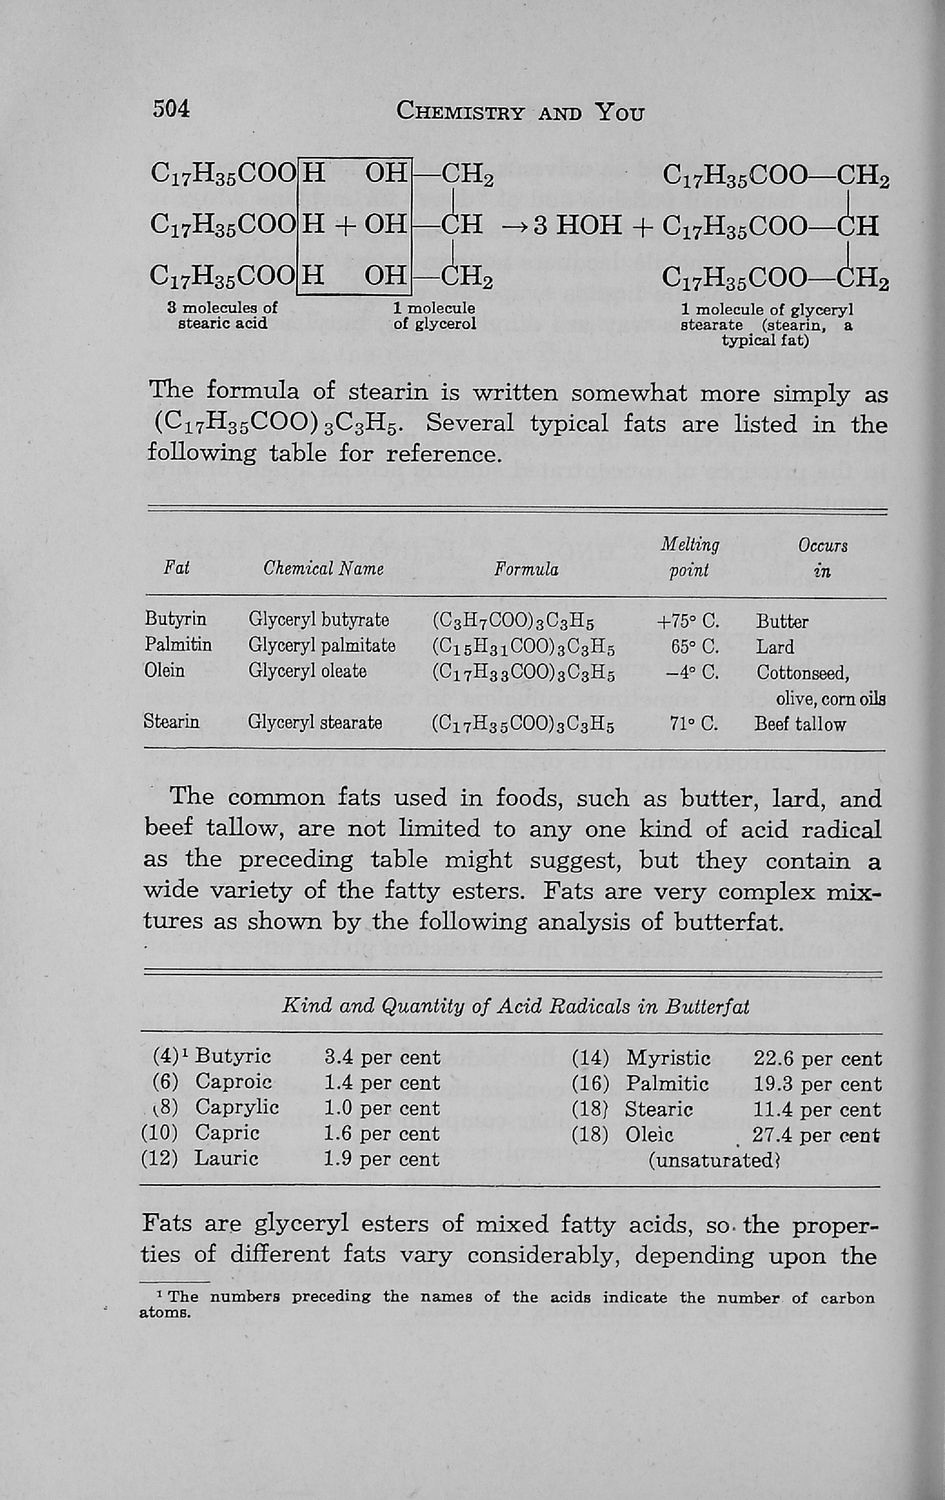 504 CHEMISTRY AND YOU
C₁₇H₃₅COO H OH —CH₂ C₁₇H₃₅COO—CH₂
C₁₇H₃₅COO H + OH —CH → 3 HOH + C₁₇H₃₅COO—CH
C₁₇H₃₅COO H OH —CH₂ C₁₇H₃₅COO—CH₂
3 molecules of 1 molecule 1 molecule of glyceryl
stearic acid of glycerol stearate (stearin, a
typical fat)
The formula of stearin is written somewhat more simply as
(C₁₇H₃₅COO)₃C₃H₅. Several typical fats are listed in the
following table for reference.
Melting Occurs
Fat Chemical Name Formula point in
Butyrin Glyceryl butyrate (C₃H₇COO)₃C₃H₅ +75° C. Butter
Palmitin Glyceryl palmitate (C₁₅H₃₁COO)₃C₃H₅ 65° C. Lard
Olein Glyceryl oleate (C₁₇H₃₃COO)₃C₃H₅ −4° C. Cottonseed,
olive, corn oils
Stearin Glyceryl stearate (C₁₇H₃₅COO)₃C₃H₅ 71° C. Beef tallow
The common fats used in foods, such as butter, lard, and
beef tallow, are not limited to any one kind of acid radical
as the preceding table might suggest, but they contain a
wide variety of the fatty esters. Fats are very complex mix-
tures as shown by the following analysis of butterfat.
Kind and Quantity of Acid Radicals in Butterfat
(4)¹ Butyric 3.4 per cent (14) Myristic 22.6 per cent
(6) Caproic 1.4 per cent (16) Palmitic 19.3 per cent
(8) Caprylic 1.0 per cent (18) Stearic 11.4 per cent
(10) Capric 1.6 per cent (18) Oleic 27.4 per cent
(12) Lauric 1.9 per cent (unsaturated)
Fats are glyceryl esters of mixed fatty acids, so the proper-
ties of different fats vary considerably, depending upon the
¹ The numbers preceding the names of the acids indicate the number of carbon
atoms.